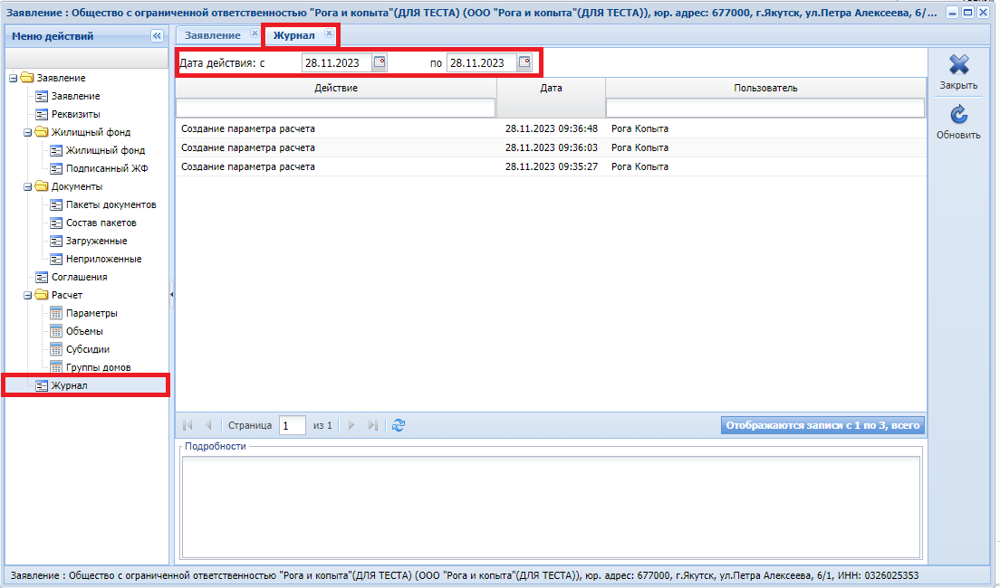 Заявление : Общество с ограниченной ответственностью "Рога и копыта"(ДЛЯ ТЕСТА) (ООО "Рога и копыта"(ДЛЯ ТЕСТА)), юр. адрес: 677000, г.Якутск, ул.Петра Алексеева, 6/...
Меню действий
Заявление
Заявление
Реквизиты
Жилищный фонд
Жилищный фонд
Подписанный ЖФ
Документы
Пакеты документов
Состав пакетов
Загруженные
Неприложенные
Соглашения
Расчет
Параметры
Объемы
Субсидии
Группы домов
Журнал
Заявление Журнал
Дата действия: с 28.11.2023 по 28.11.2023
Действие Дата Пользователь
Создание параметра расчета 28.11.2023 09:36:48 Рога Копыта
Создание параметра расчета 28.11.2023 09:36:03 Рога Копыта
Создание параметра расчета 28.11.2023 09:35:27 Рога Копыта
Страница 1 из 1 Отображаются записи с 1 по 3, всего
Подробности
Закрыть
Обновить
Заявление : Общество с ограниченной ответственностью "Рога и копыта"(ДЛЯ ТЕСТА) (ООО "Рога и копыта"(ДЛЯ ТЕСТА)), юр. адрес: 677000, г.Якутск, ул.Петра Алексеева, 6/1, ИНН: 0326025353